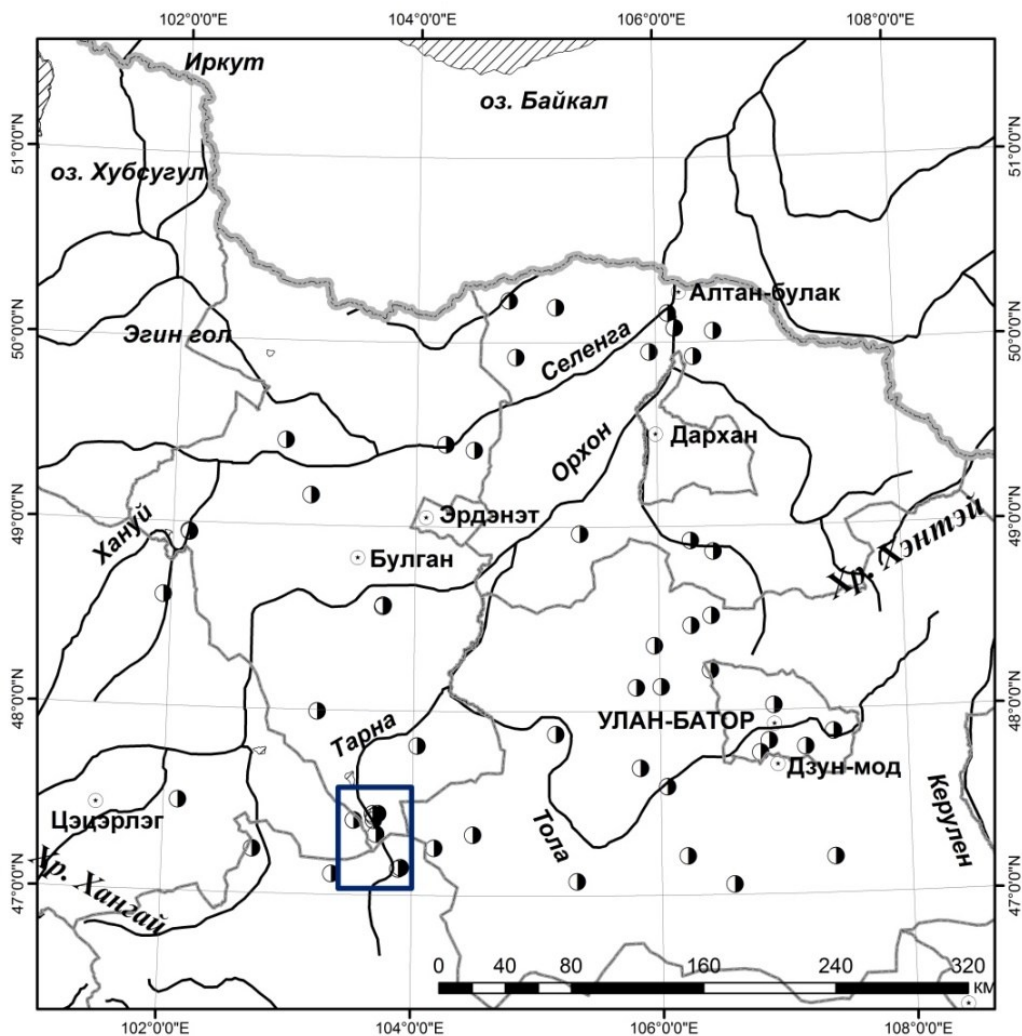 102°0'0"E
104°0'0"E
106°0'0"E
108°0'0"E
Иркут
оз. Байкал
51°0'0"N
51°0'0"N
оз. Хубсугул
Алтан-булак
50°0'0"N
50°0'0"N
Эгин гол
Селенга
Дархан
Орхон
Эрдэнэт
49°0'0"N
49°0'0"N
Хануй
Булган
Хр. Хэнтэй
48°0'0"N
48°0'0"N
УЛАН-БАТОР
Тарна
Дзун-мод
Цэцэрлэг
Тола
Керулен
Хр. Хангай
47°0'0"N
47°0'0"N
0 40 80 160 240 320
КМ
102°0'0"E
104°0'0"E
106°0'0"E
108°0'0"E